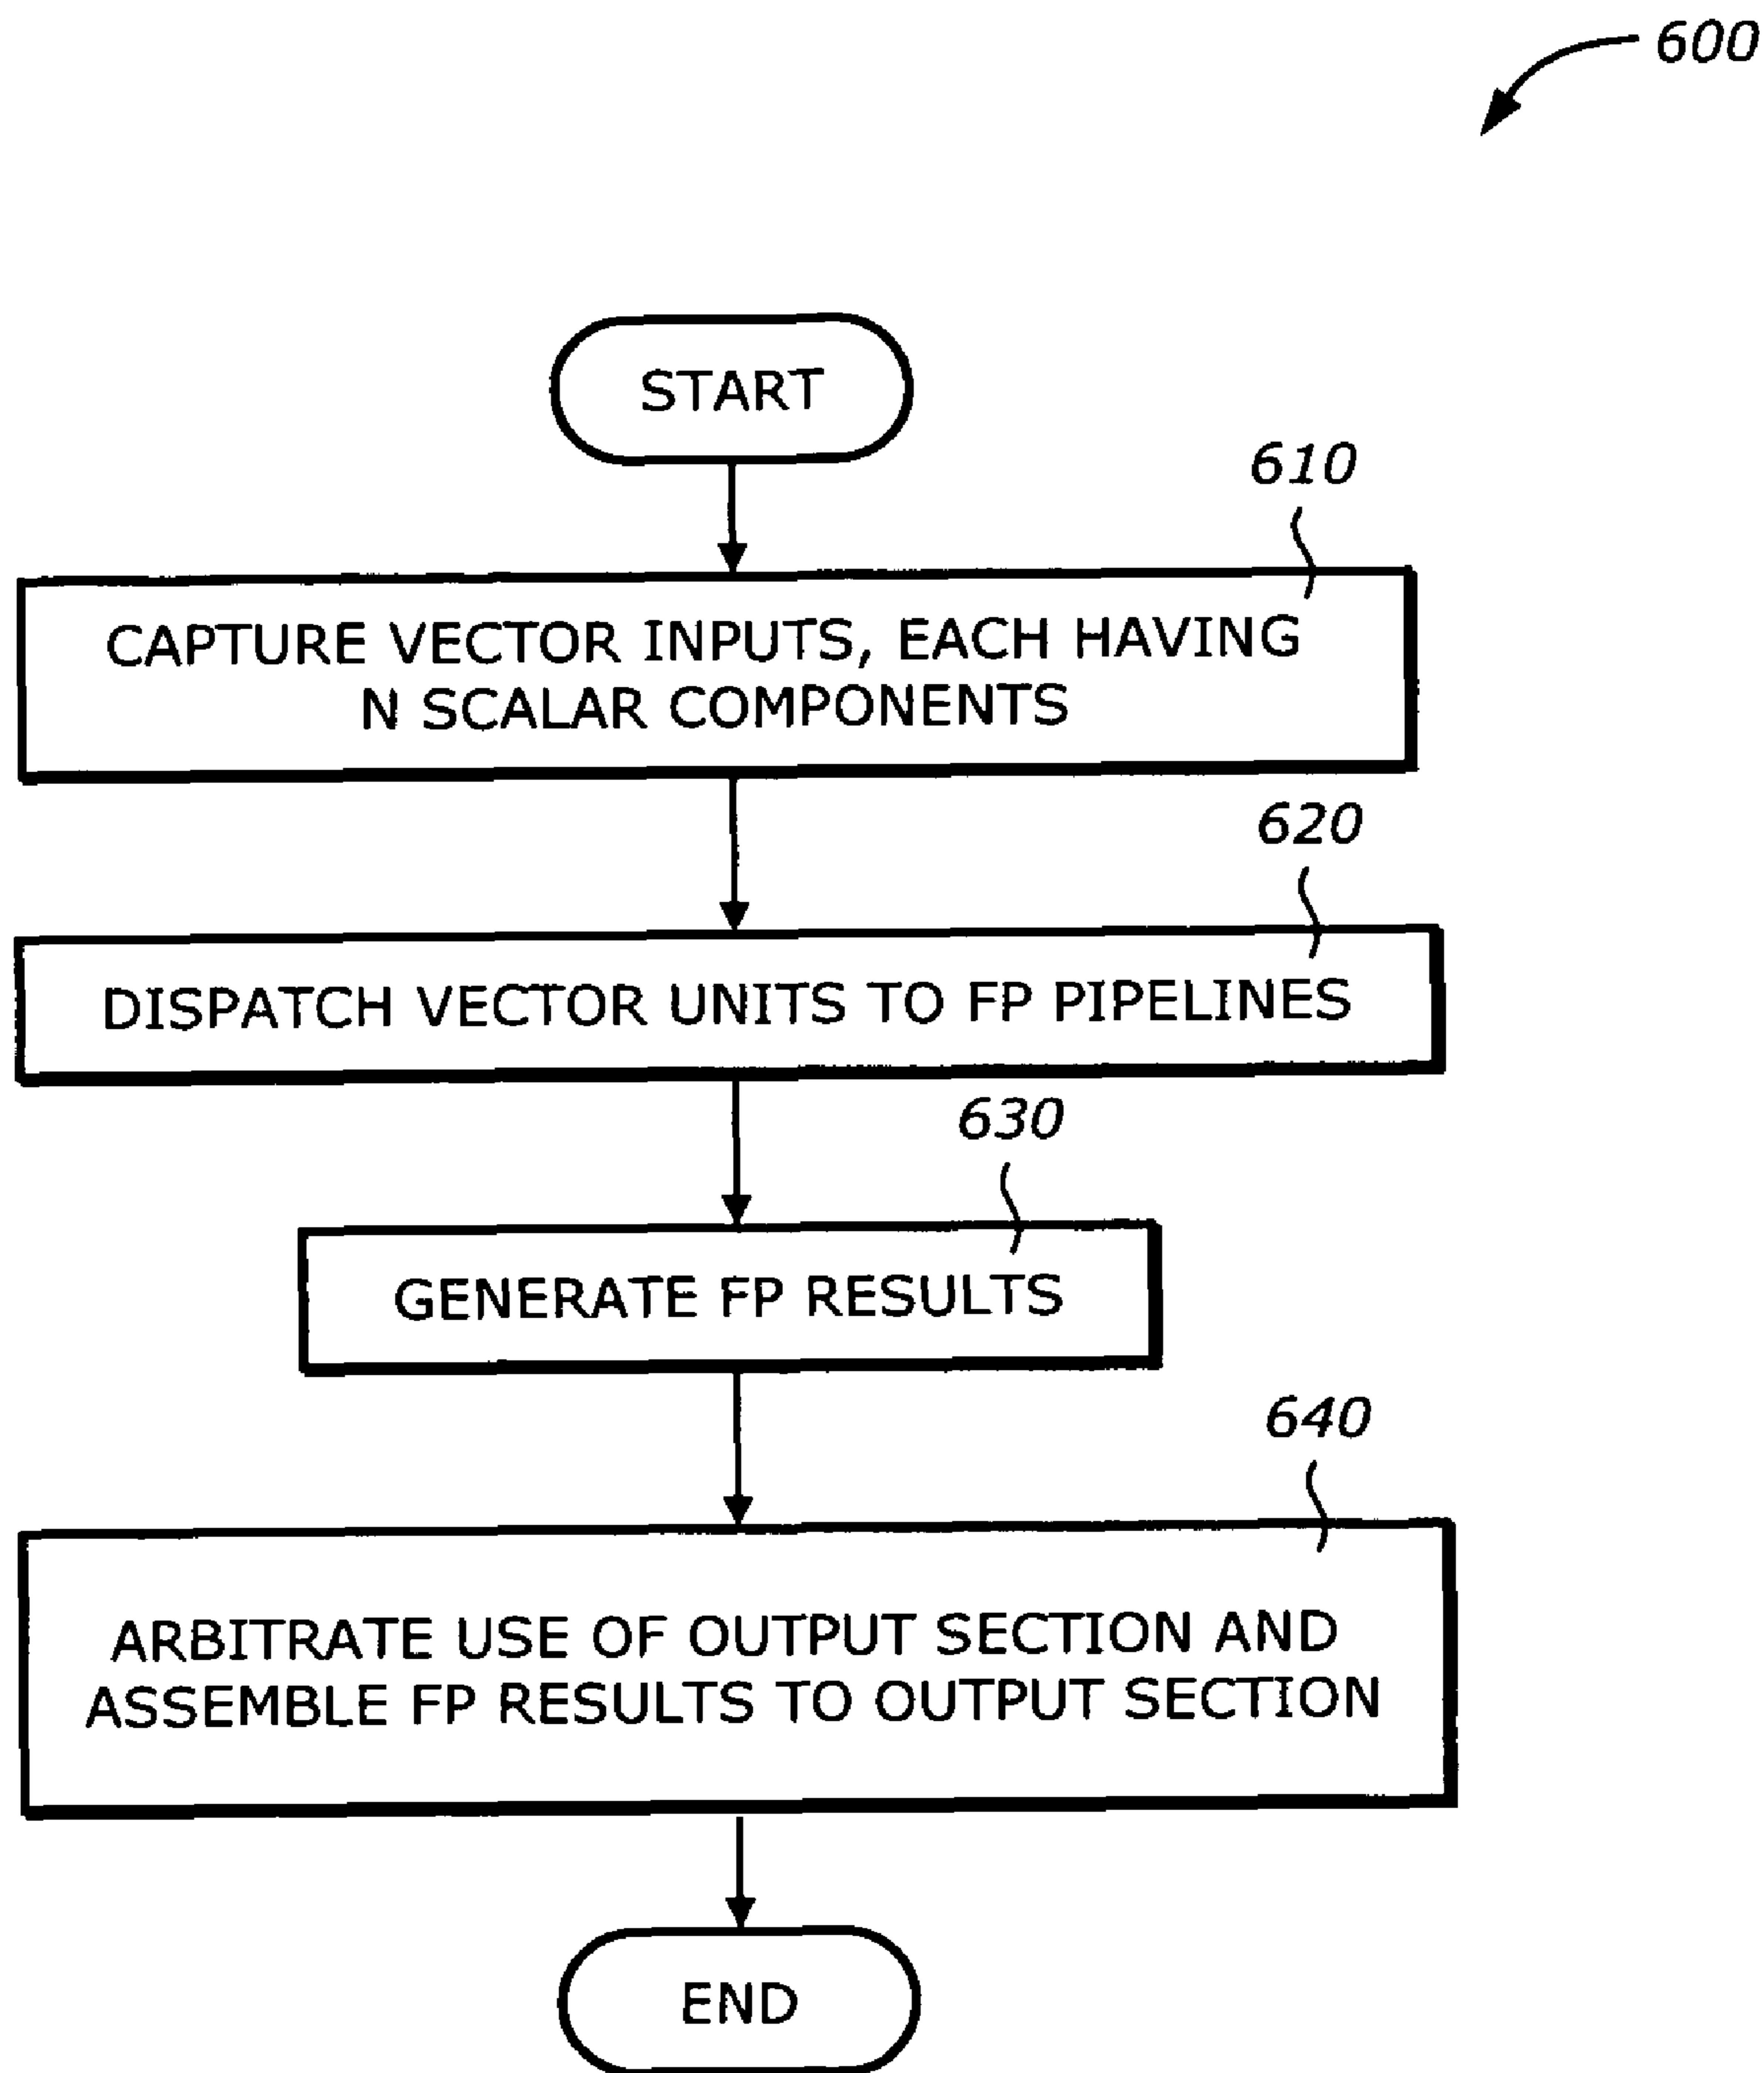 600
START
610
CAPTURE VECTOR INPUTS, EACH HAVING
N SCALAR COMPONENTS
620
DISPATCH VECTOR UNITS TO FP PIPELINES
630
GENERATE FP RESULTS
640
ARBITRATE USE OF OUTPUT SECTION AND
ASSEMBLE FP RESULTS TO OUTPUT SECTION
END